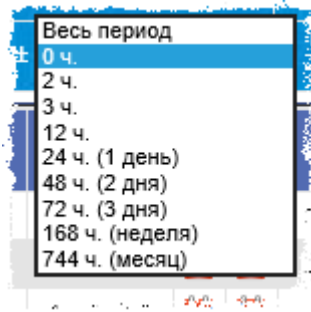 Весь период
0 ч.
2 ч.
3 ч.
12 ч.
24 ч. (1 день)
48 ч. (2 дня)
72 ч. (3 дня)
168 ч. (неделя)
744 ч. (месяц)